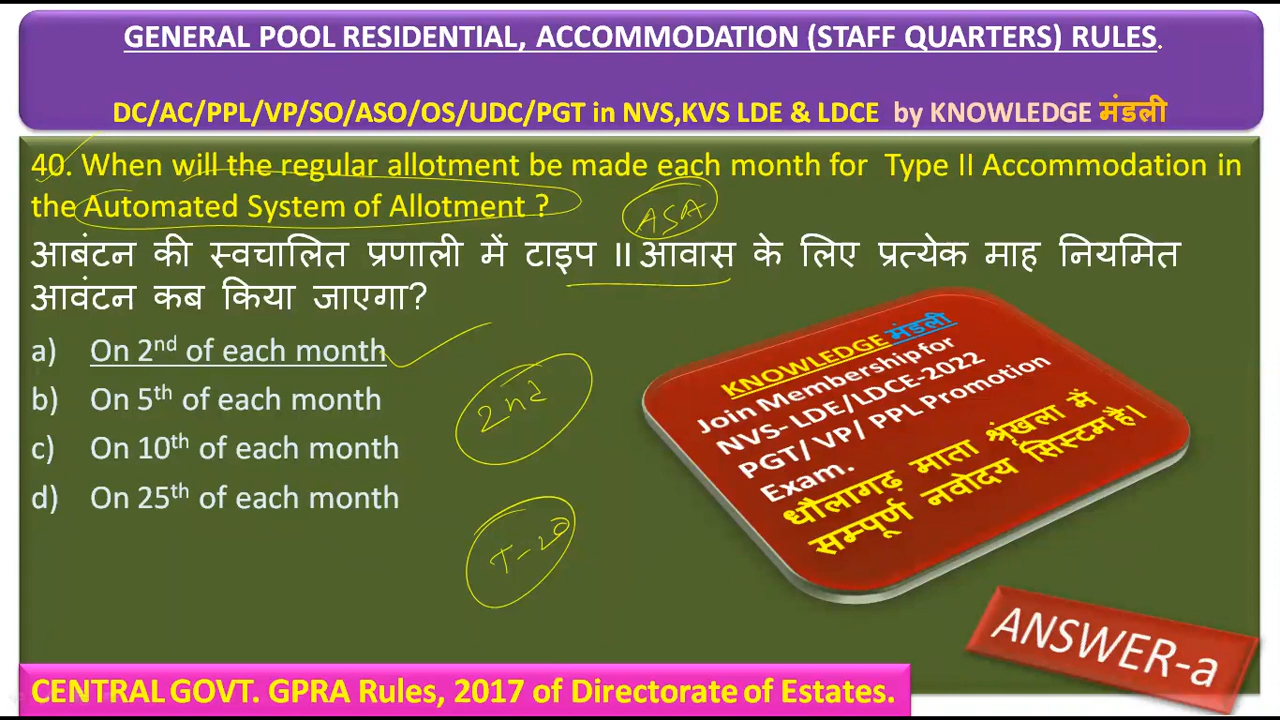 GENERAL POOL RESIDENTIAL, ACCOMMODATION (STAFF QUARTERS) RULES.
DC/AC/PPL/VP/SO/ASO/OS/UDC/PGT in NVS,KVS LDE & LDCE by KNOWLEDGE मंडली
40. When will the regular allotment be made each month for Type II Accommodation in
the Automated System of Allotment ?
ASA
आबंटन की स्वचालित प्रणाली में टाइप II आवास के लिए प्रत्येक माह नियमित
आवंटन कब किया जाएगा?
a) On 2nd of each month
b) On 5th of each month
c) On 10th of each month
d) On 25th of each month
2nd
T-20
KNOWLEDGE मंडली
Join Membership for
NVS- LDE/LDCE-2022
PGT/ VP/ PPL Promotion
Exam.
धौलागढ़ माता श्रृंखला में
सम्पूर्ण नवोदय सिस्टम है।
ANSWER-a
CENTRAL GOVT. GPRA Rules, 2017 of Directorate of Estates.